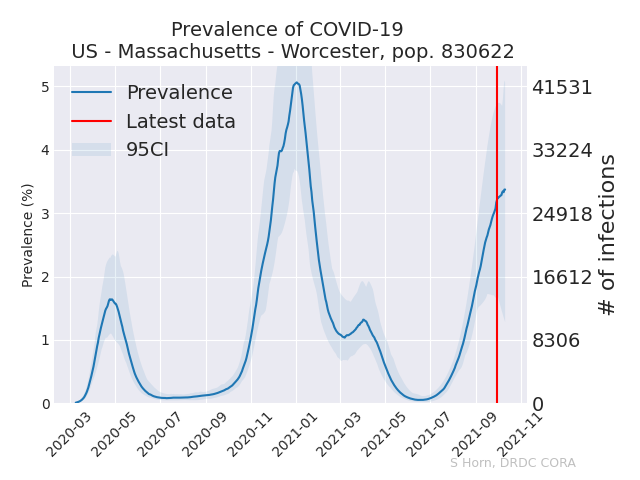 Prevalence of COVID-19
US - Massachusetts - Worcester, pop. 830622
Prevalence
Latest data
95CI
Prevalence (%)
5
4
3
2
1
0
41531
33224
24918
16612
8306
0
# of infections
2020-03
2020-05
2020-07
2020-09
2020-11
2021-01
2021-03
2021-05
2021-07
2021-09
2021-11
S Horn, DRDC CORA